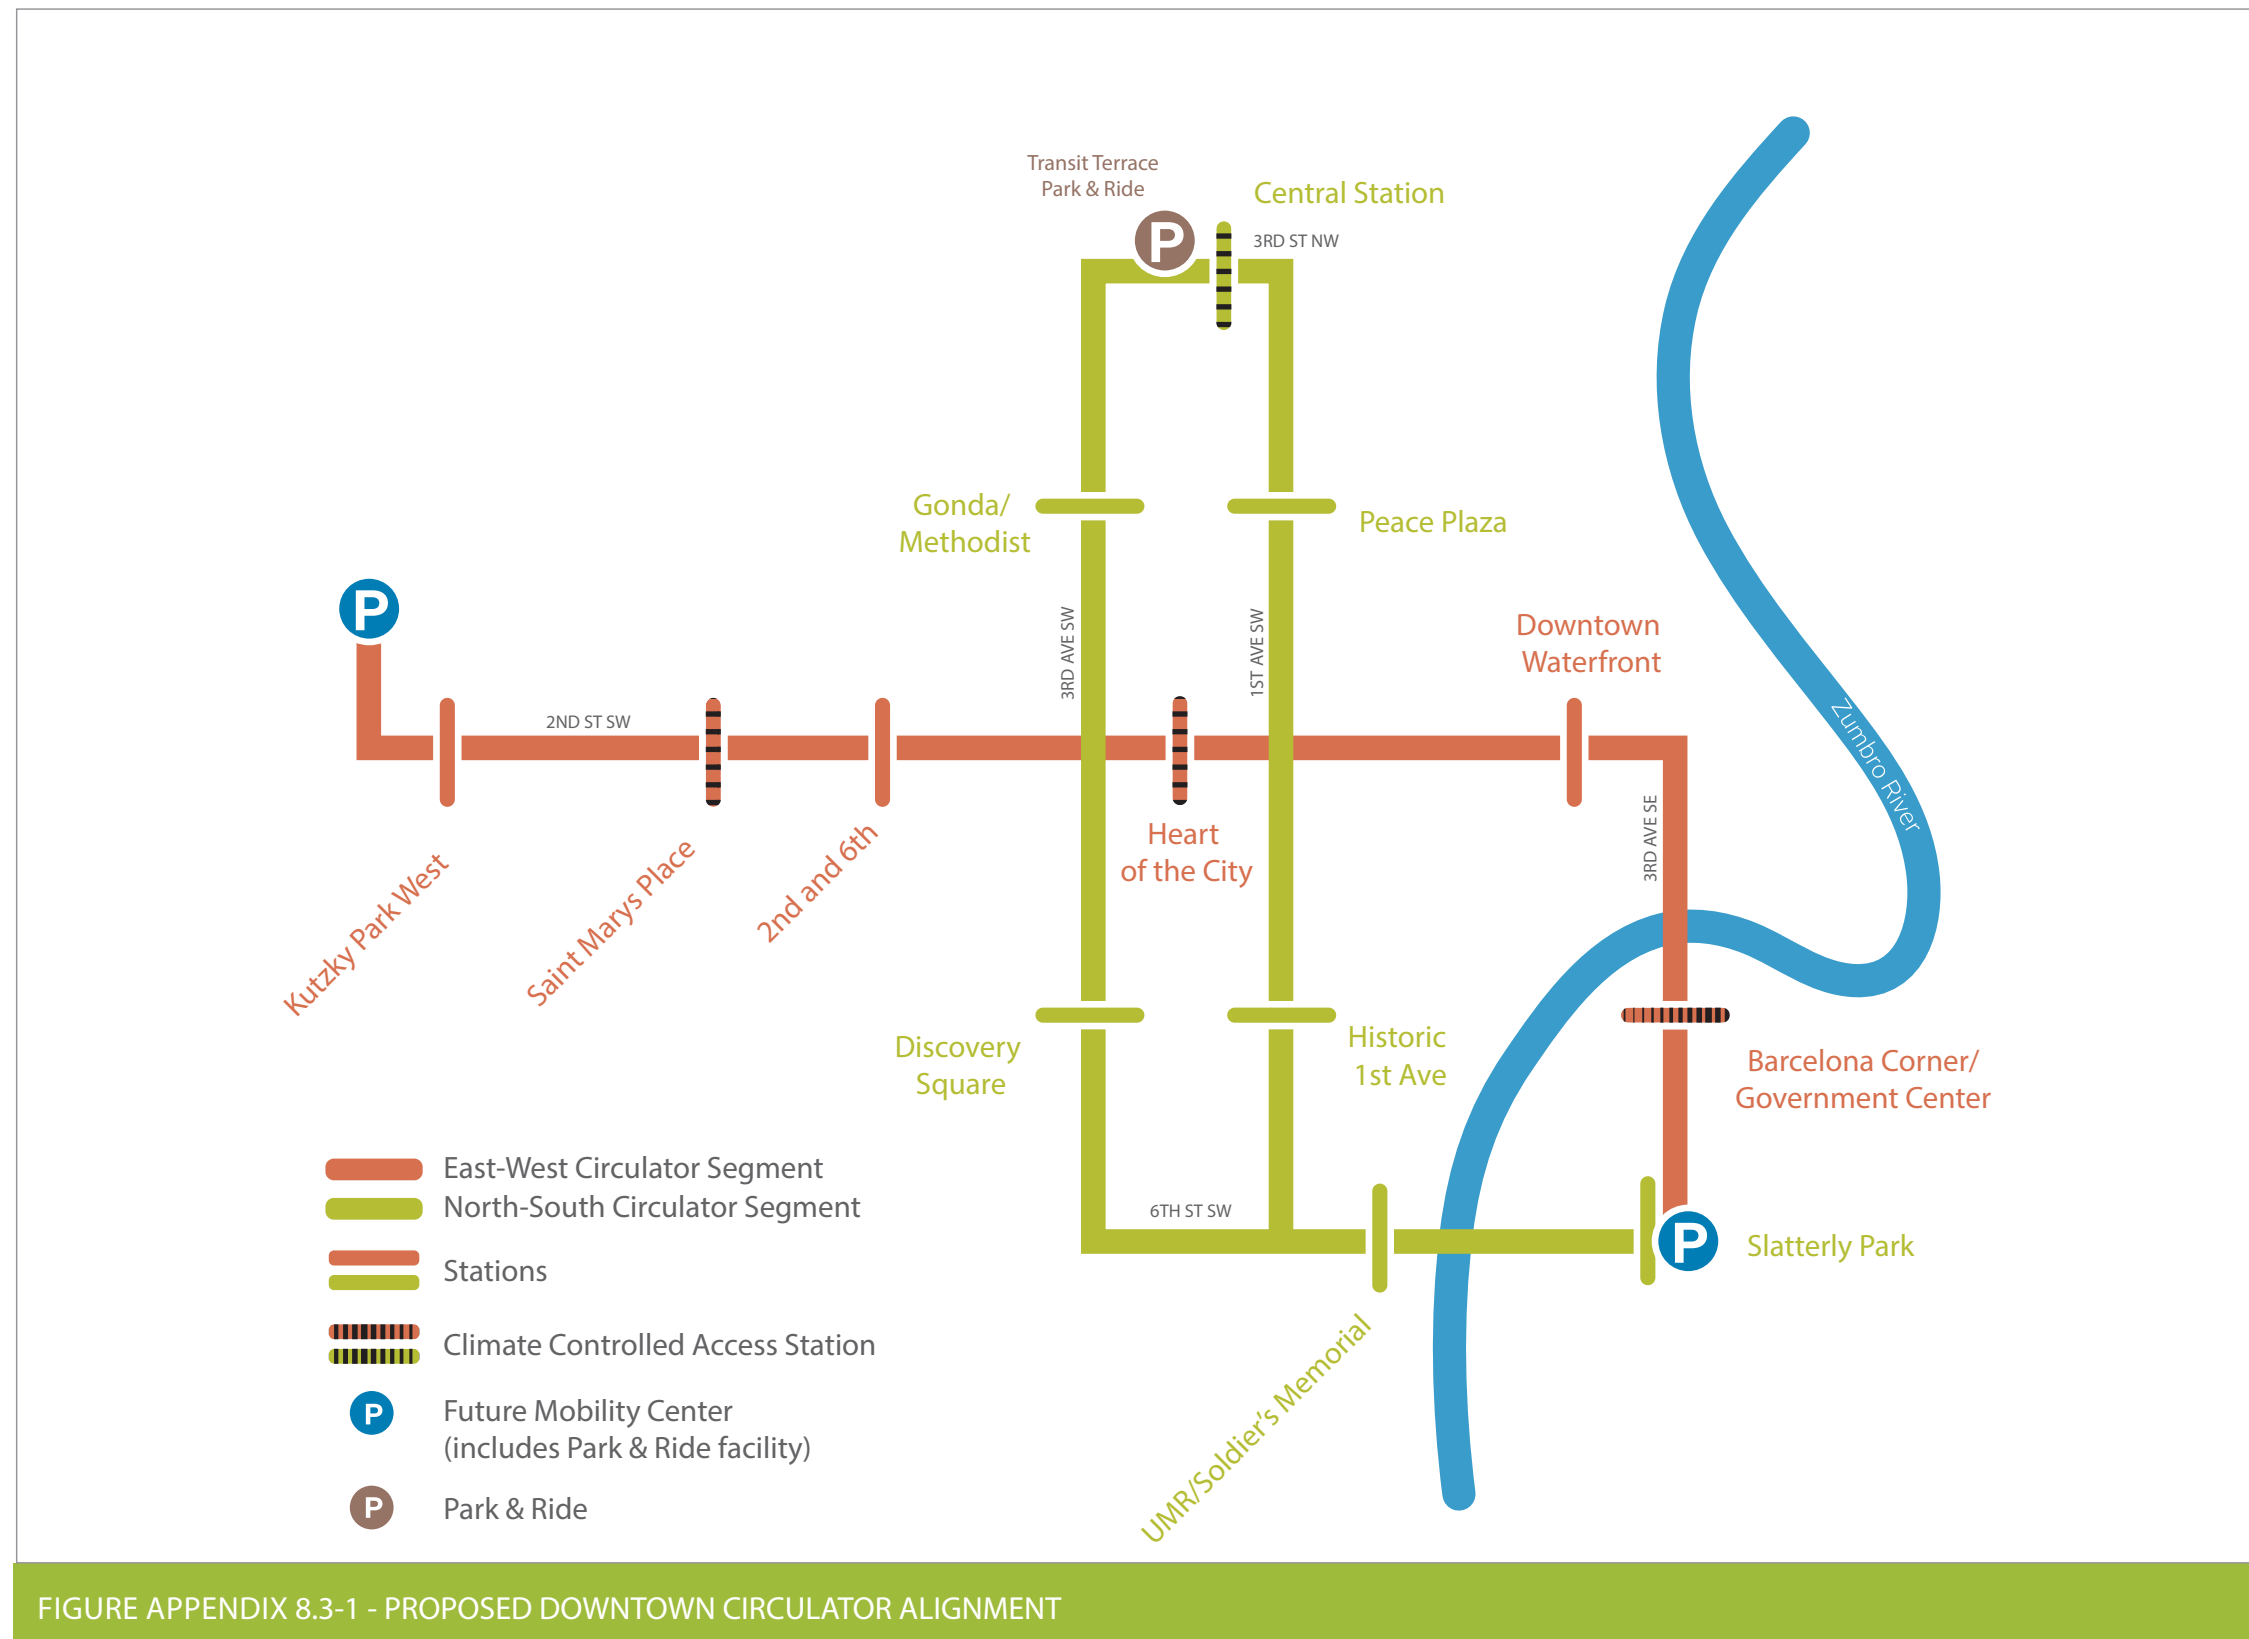 Transit Terrace
Park & Ride
P
Central Station
3RD ST NW
Gonda/
Methodist
Peace Plaza
P
3RD AVE SW
1ST AVE SW
Downtown
Waterfront
2ND ST SW
Zumbro River
3RD AVE SE
Kutzky Park West
Saint Marys Place
2nd and 6th
Heart
of the City
Discovery
Square
Historic
1st Ave
Barcelona Corner/
Government Center
6TH ST SW
P
Slatterly Park
UMR/Soldier's Memorial
East-West Circulator Segment
North-South Circulator Segment
Stations
Climate Controlled Access Station
P
Future Mobility Center
(includes Park & Ride facility)
P
Park & Ride
FIGURE APPENDIX 8.3-1 - PROPOSED DOWNTOWN CIRCULATOR ALIGNMENT